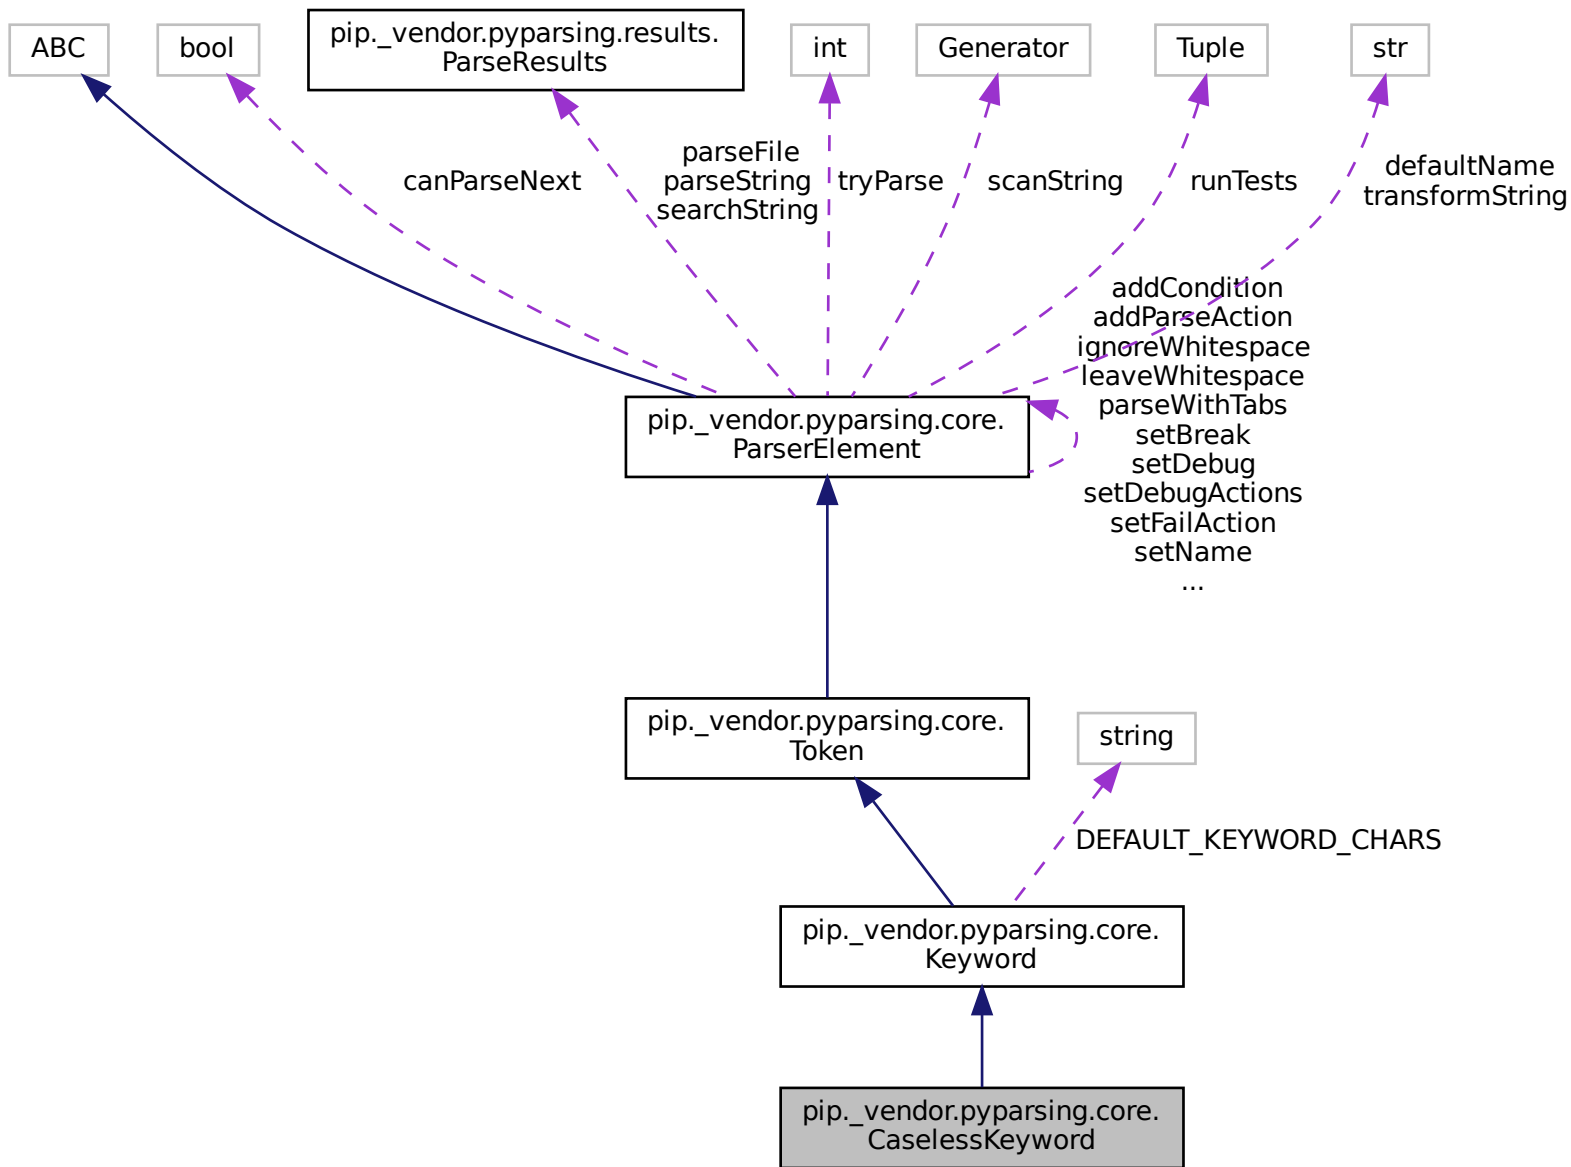 ABC
bool
pip._vendor.pyparsing.results.
ParseResults
int
Generator
Tuple
str
canParseNext
parseFile
parseString
searchString
tryParse
scanString
runTests
defaultName
transformString
addCondition
addParseAction
ignoreWhitespace
leaveWhitespace
parseWithTabs
setBreak
setDebug
setDebugActions
setFailAction
setName
...
pip._vendor.pyparsing.core.
ParserElement
pip._vendor.pyparsing.core.
Token
string
DEFAULT_KEYWORD_CHARS
pip._vendor.pyparsing.core.
Keyword
pip._vendor.pyparsing.core.
CaselessKeyword